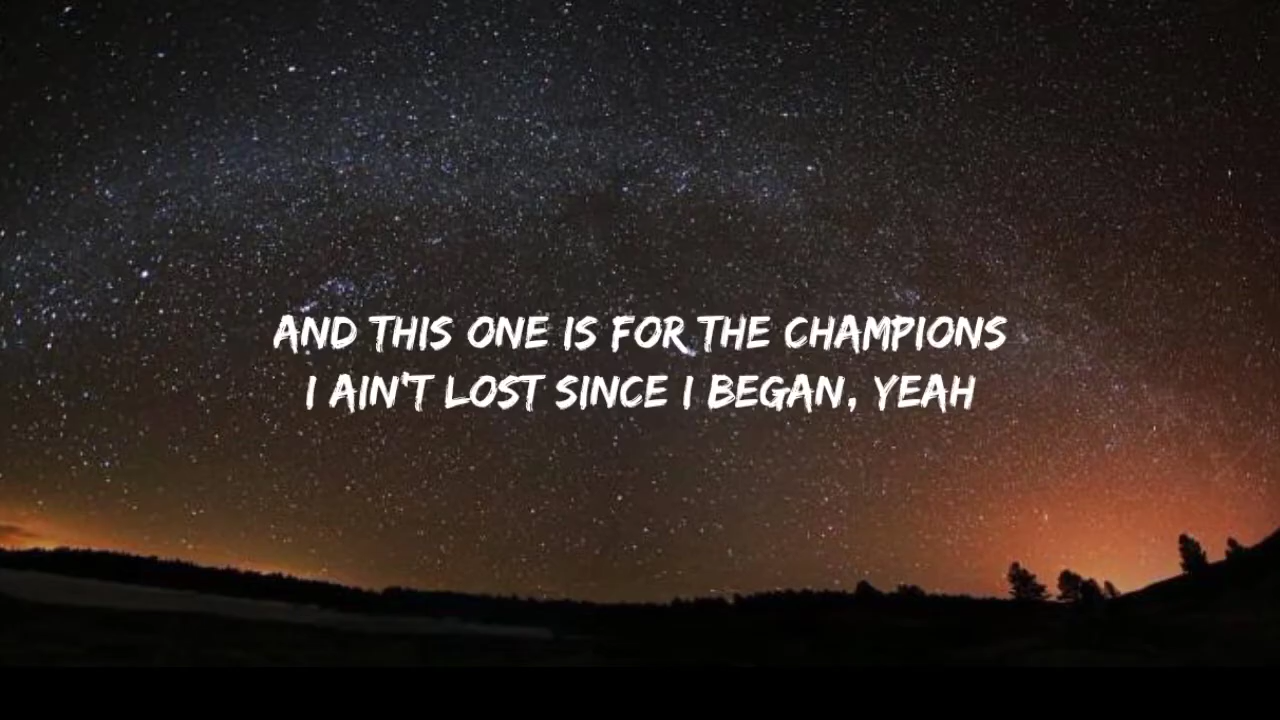 AND THIS ONE IS FOR THE CHAMPIONS
I AIN'T LOST SINCE I BEGAN, YEAH